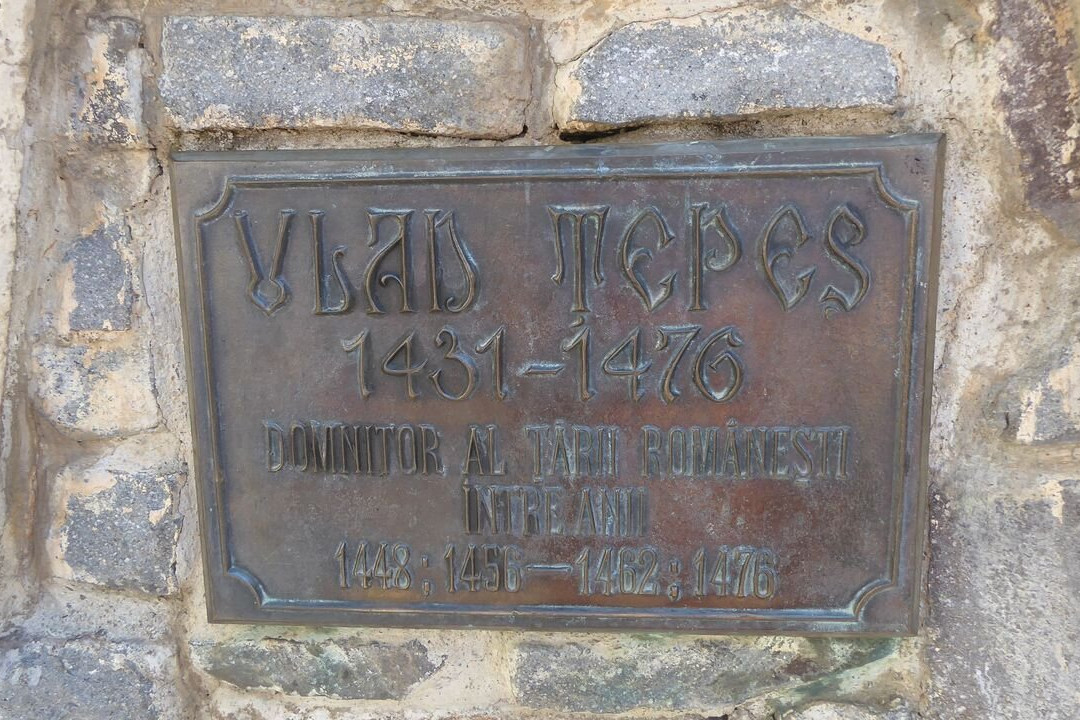 VLAD ȚEPEȘ
1431-1476
DOMNITOR AL ȚĂRII ROMÂNEȘTI
ÎNTRE ANII
1448; 1456-1462; 1476